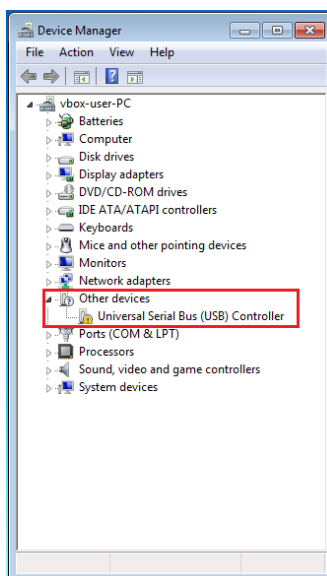 Device Manager
File Action View Help
vbox-user-PC
Batteries
Computer
Disk drives
Display adapters
DVD/CD-ROM drives
IDE ATA/ATAPI controllers
Keyboards
Mice and other pointing devices
Monitors
Network adapters
Other devices
Universal Serial Bus (USB) Controller
Ports (COM & LPT)
Processors
Sound, video and game controllers
System devices